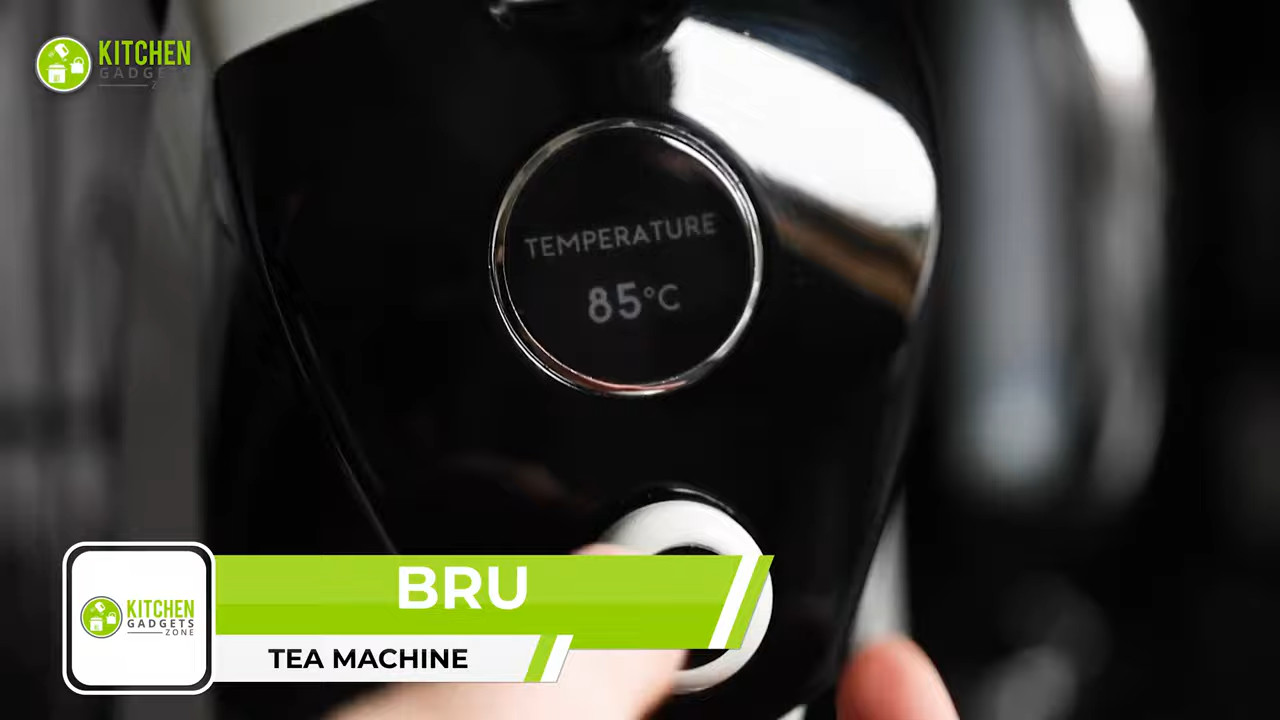 KITCHEN
GADGETS
Z
TEMPERATURE
85°C
BRU
KITCHEN
GADGETS
ZONE
TEA MACHINE